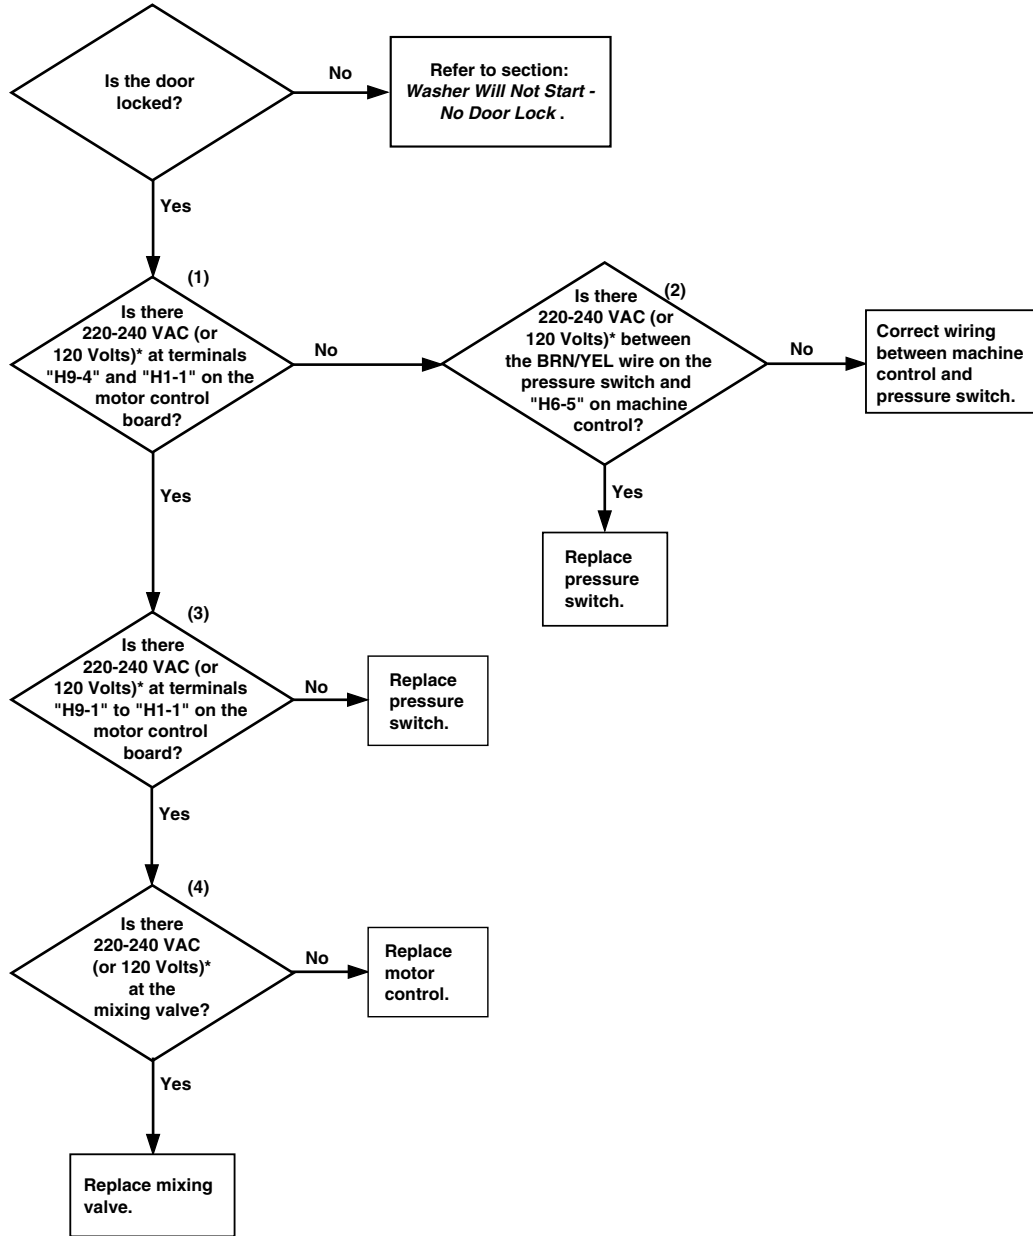 Is the door
locked?
No
Refer to section:
Washer Will Not Start -
No Door Lock .
Yes
(1)
Is there
220-240 VAC (or
120 Volts)* at terminals
"H9-4" and "H1-1" on the
motor control
board?
No
(2)
Is there
220-240 VAC (or
120 Volts)* between
the BRN/YEL wire on the
pressure switch and
"H6-5" on machine
control?
No
Correct wiring
between machine
control and
pressure switch.
Yes
Replace
pressure
switch.
Yes
(3)
Is there
220-240 VAC (or
120 Volts)* at terminals
"H9-1" to "H1-1" on the
motor control
board?
No
Replace
pressure
switch.
Yes
(4)
Is there
220-240 VAC
(or 120 Volts)*
at the
mixing valve?
No
Replace
motor
control.
Yes
Replace mixing
valve.